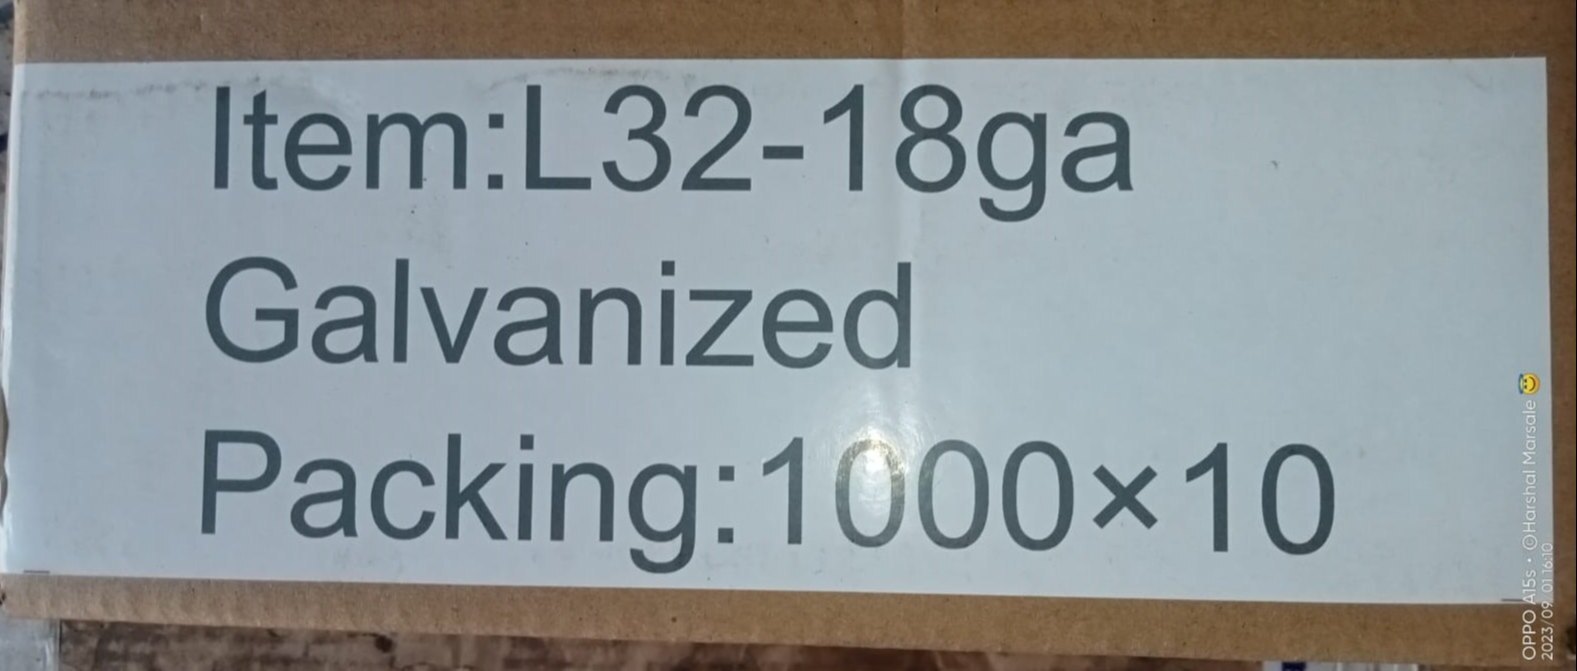 Item:L32-18ga
Galvanized
Packing:1000×10
OPPO A15s · ©Harshal Marsale 😇
2023/09/01 16:10